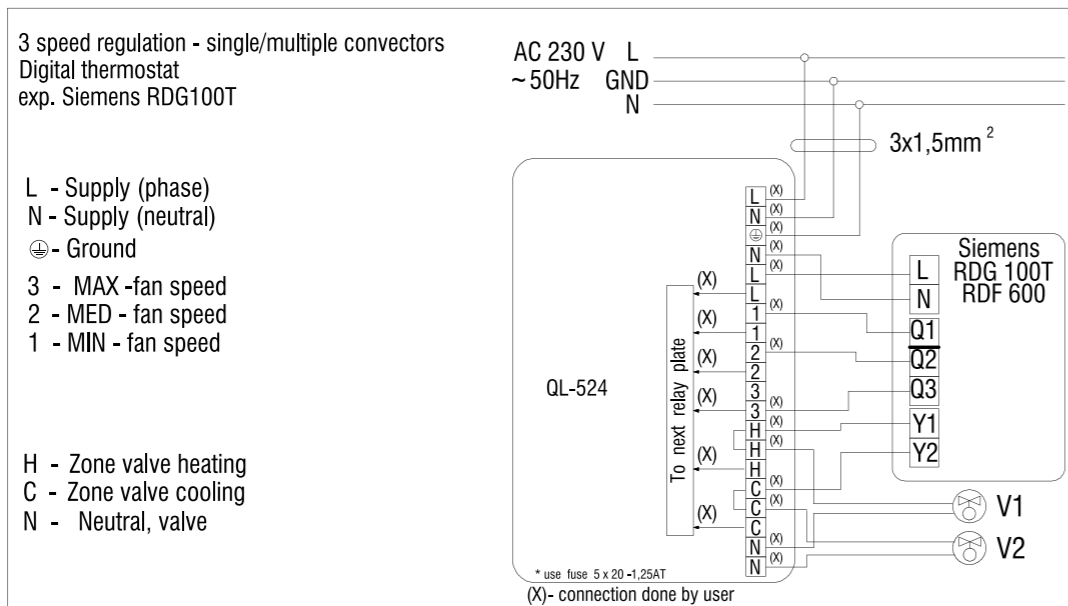 3 speed regulation - single/multiple convectors
Digital thermostat
exp. Siemens RDG100T
L - Supply (phase)
N - Supply (neutral)
⏚ - Ground
3 - MAX -fan speed
2 - MED - fan speed
1 - MIN - fan speed
H - Zone valve heating
C - Zone valve cooling
N - Neutral, valve
AC 230 V L
~50Hz GND
N
3x1,5mm²
QL-524
To next relay plate
(X)
(X)
(X)
(X)
(X)
(X)
L (X)
N (X)
⏚ (X)
N (X)
L (X)
L
1 (X)
1
2 (X)
2
3
3 (X)
H (X)
H (X)
H
C (X)
C (X)
C
N (X)
N (X)
Siemens
RDG 100T
RDF 600
L
N
Q1
Q2
Q3
Y1
Y2
V1
V2
* use fuse 5 x 20 -1,25AT
(X)- connection done by user